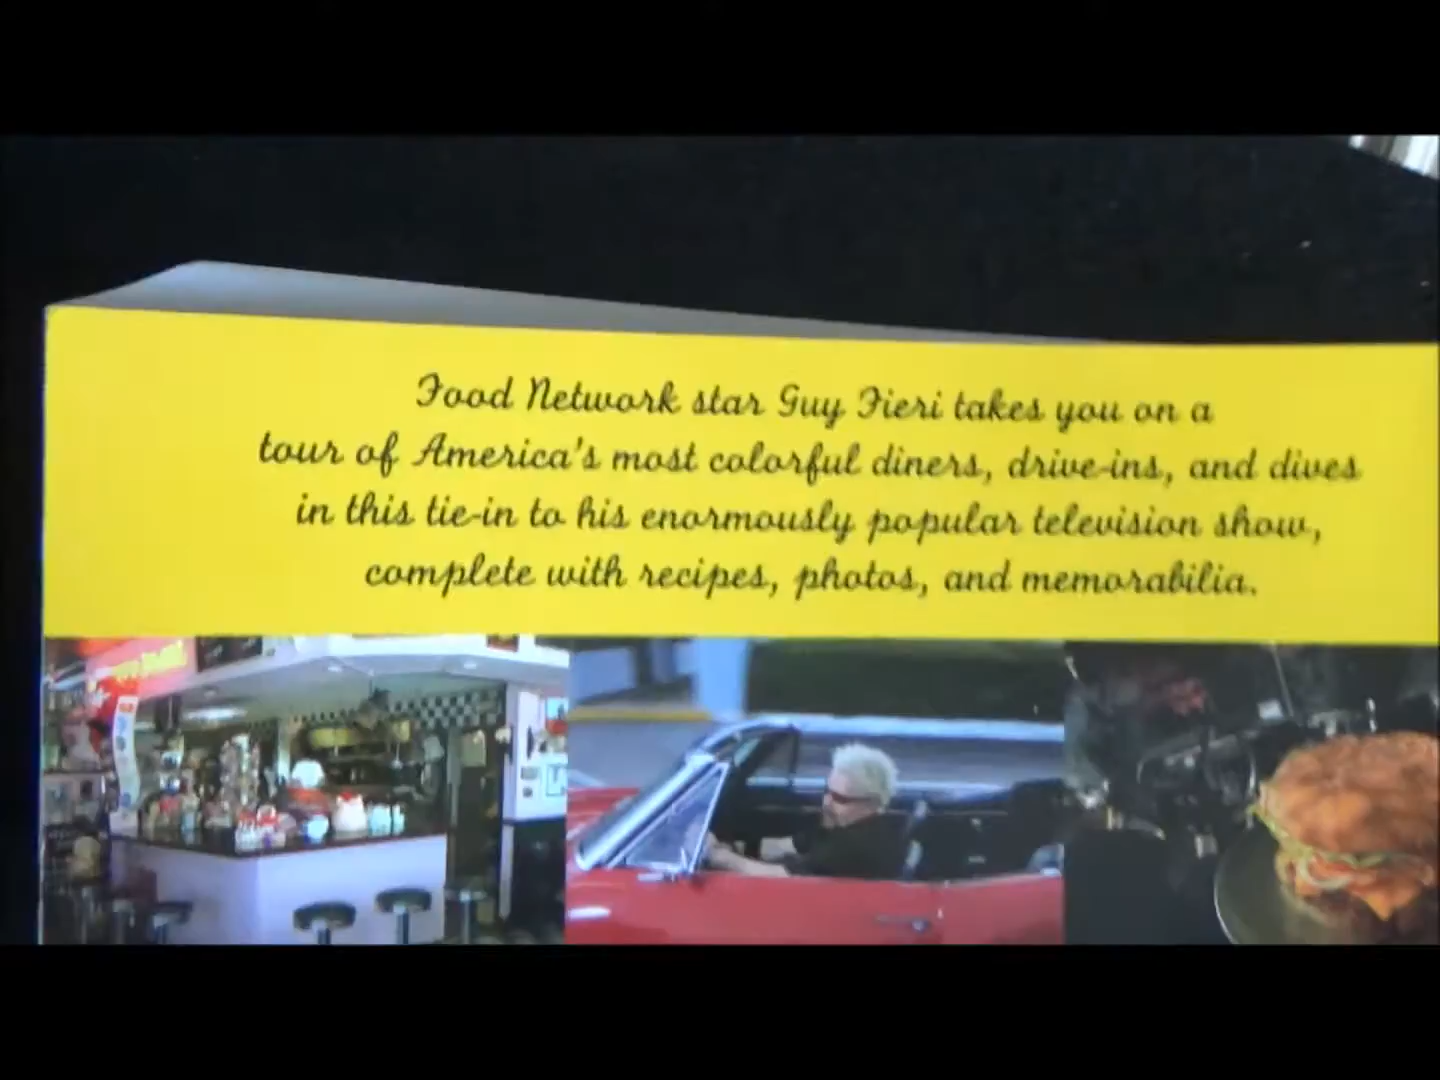 Food Network star Guy Fieri takes you on a
tour of America's most colorful diners, drive-ins, and dives
in this tie-in to his enormously popular television show,
complete with recipes, photos, and memorabilia.